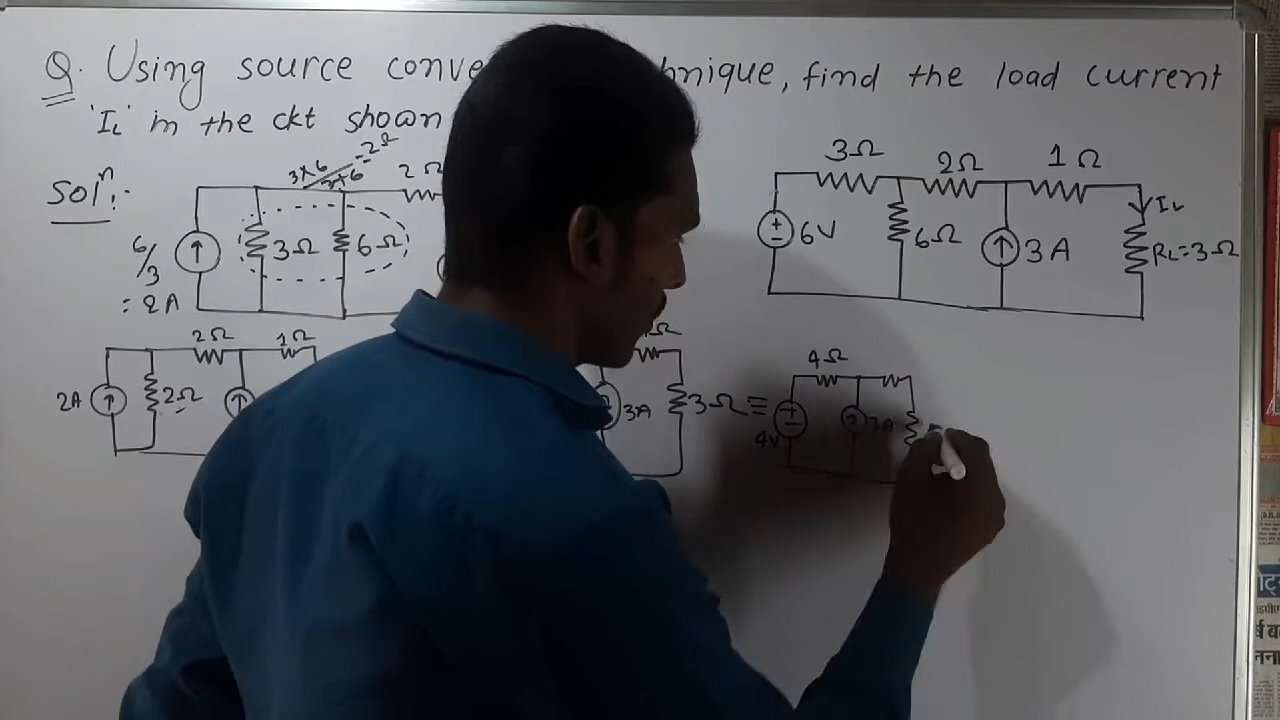 Q. Using source conve nique, find the load current
'IL' in the ckt shown
Soln:-
3×6 / 3+6 = 2Ω
2Ω
6/3
= 2A
3Ω
6Ω
3Ω
2Ω
1Ω
6V
6Ω
3A
IL
RL=3Ω
2A
2Ω
2Ω
1Ω
3A
3Ω
≡
4V
4Ω
3A